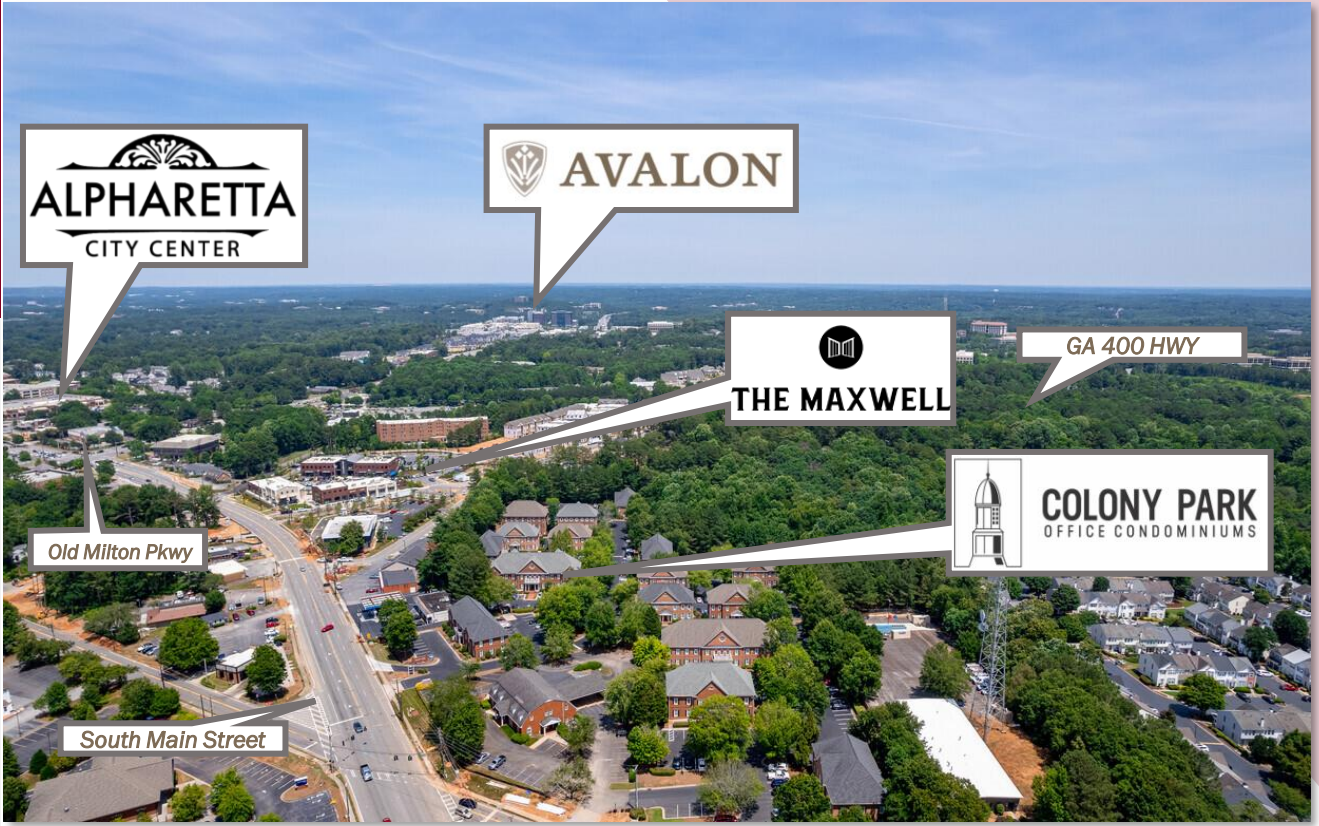 ALPHARETTA
CITY CENTER
AVALON
THE MAXWELL
GA 400 HWY
COLONY PARK
OFFICE CONDOMINIUMS
Old Milton Pkwy
South Main Street